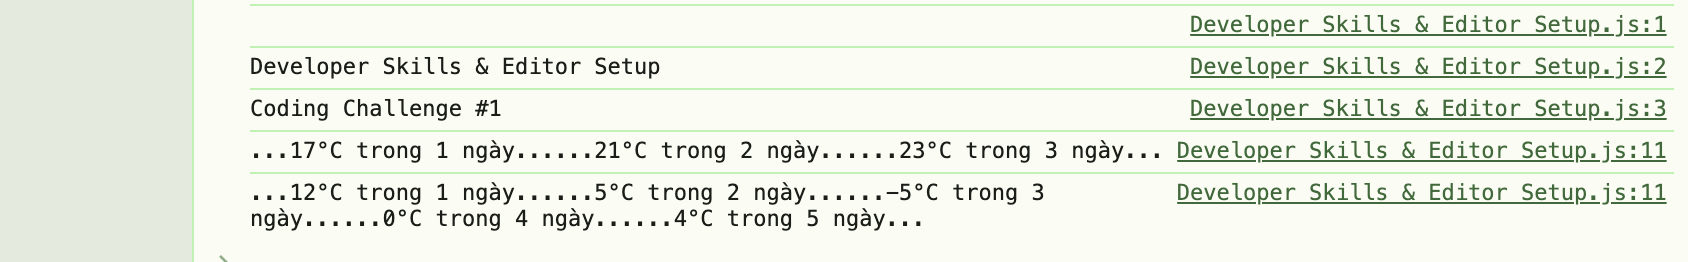 Developer Skills & Editor Setup.js:1
Developer Skills & Editor Setup Developer Skills & Editor Setup.js:2
Coding Challenge #1 Developer Skills & Editor Setup.js:3
...17°C trong 1 ngày......21°C trong 2 ngày......23°C trong 3 ngày... Developer Skills & Editor Setup.js:11
...12°C trong 1 ngày......5°C trong 2 ngày......-5°C trong 3 Developer Skills & Editor Setup.js:11
ngày......0°C trong 4 ngày......4°C trong 5 ngày...